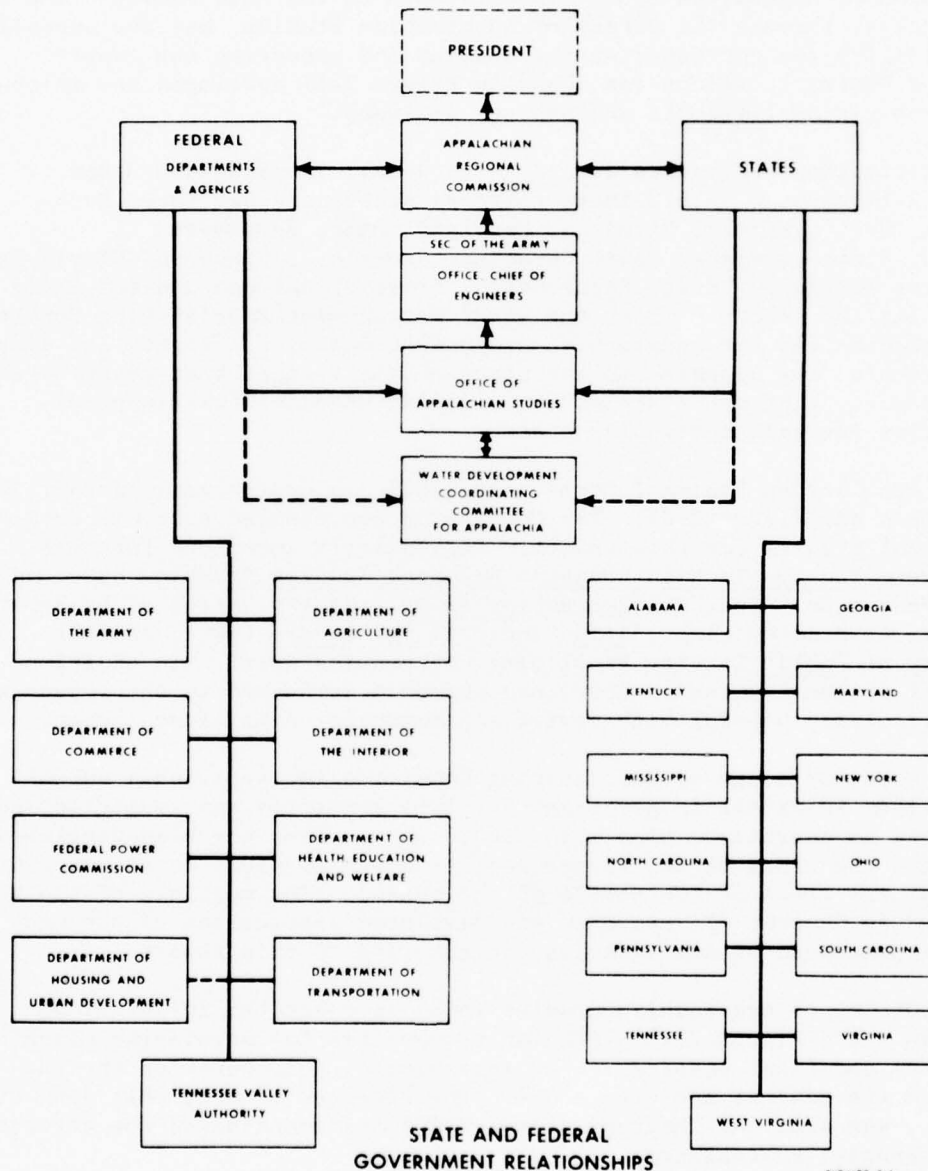 PRESIDENT
FEDERAL
DEPARTMENTS
& AGENCIES
APPALACHIAN
REGIONAL
COMMISSION
STATES
SEC. OF THE ARMY
OFFICE, CHIEF OF
ENGINEERS
OFFICE OF
APPALACHIAN STUDIES
WATER DEVELOPMENT
COORDINATING
COMMITTEE
FOR APPALACHIA
DEPARTMENT OF
THE ARMY
DEPARTMENT OF
AGRICULTURE
DEPARTMENT OF
COMMERCE
DEPARTMENT OF
THE INTERIOR
FEDERAL POWER
COMMISSION
DEPARTMENT OF
HEALTH, EDUCATION
AND WELFARE
DEPARTMENT OF
HOUSING AND
URBAN DEVELOPMENT
DEPARTMENT OF
TRANSPORTATION
TENNESSEE VALLEY
AUTHORITY
ALABAMA
GEORGIA
KENTUCKY
MARYLAND
MISSISSIPPI
NEW YORK
NORTH CAROLINA
OHIO
PENNSYLVANIA
SOUTH CAROLINA
TENNESSEE
VIRGINIA
WEST VIRGINIA
STATE AND FEDERAL
GOVERNMENT RELATIONSHIPS